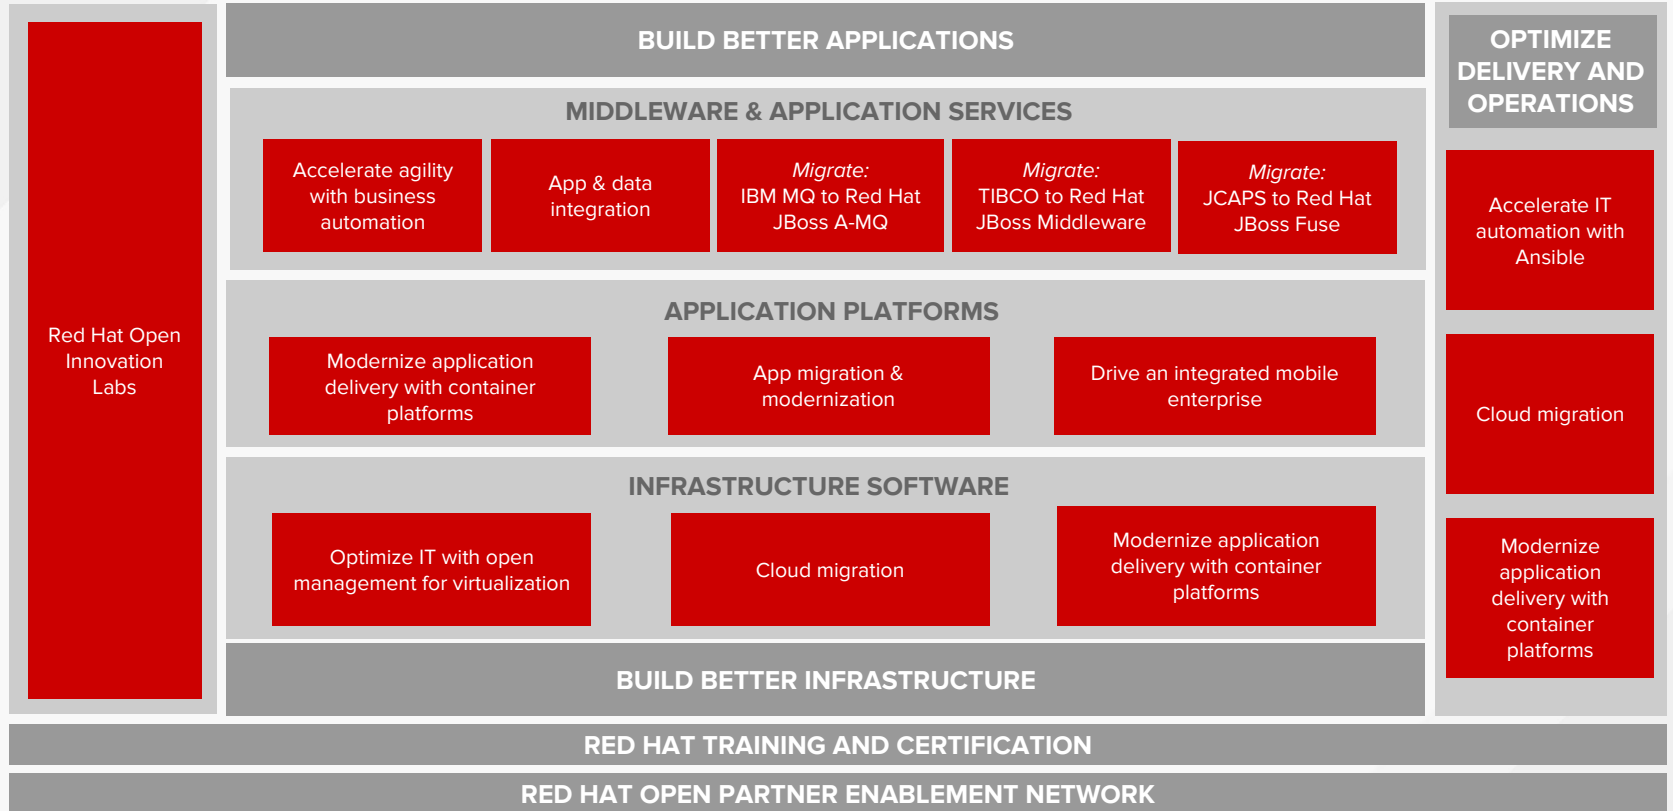 Red Hat Open
Innovation
Labs
BUILD BETTER APPLICATIONS
MIDDLEWARE & APPLICATION SERVICES
Accelerate agility
with business
automation
App & data
integration
Migrate:
IBM MQ to Red Hat
JBoss A-MQ
Migrate:
TIBCO to Red Hat
JBoss Middleware
Migrate:
JCAPS to Red Hat
JBoss Fuse
APPLICATION PLATFORMS
Modernize application
delivery with container
platforms
App migration &
modernization
Drive an integrated mobile
enterprise
INFRASTRUCTURE SOFTWARE
Optimize IT with open
management for virtualization
Cloud migration
Modernize application
delivery with container
platforms
BUILD BETTER INFRASTRUCTURE
OPTIMIZE
DELIVERY AND
OPERATIONS
Accelerate IT
automation with
Ansible
Cloud migration
Modernize
application
delivery with
container
platforms
RED HAT TRAINING AND CERTIFICATION
RED HAT OPEN PARTNER ENABLEMENT NETWORK